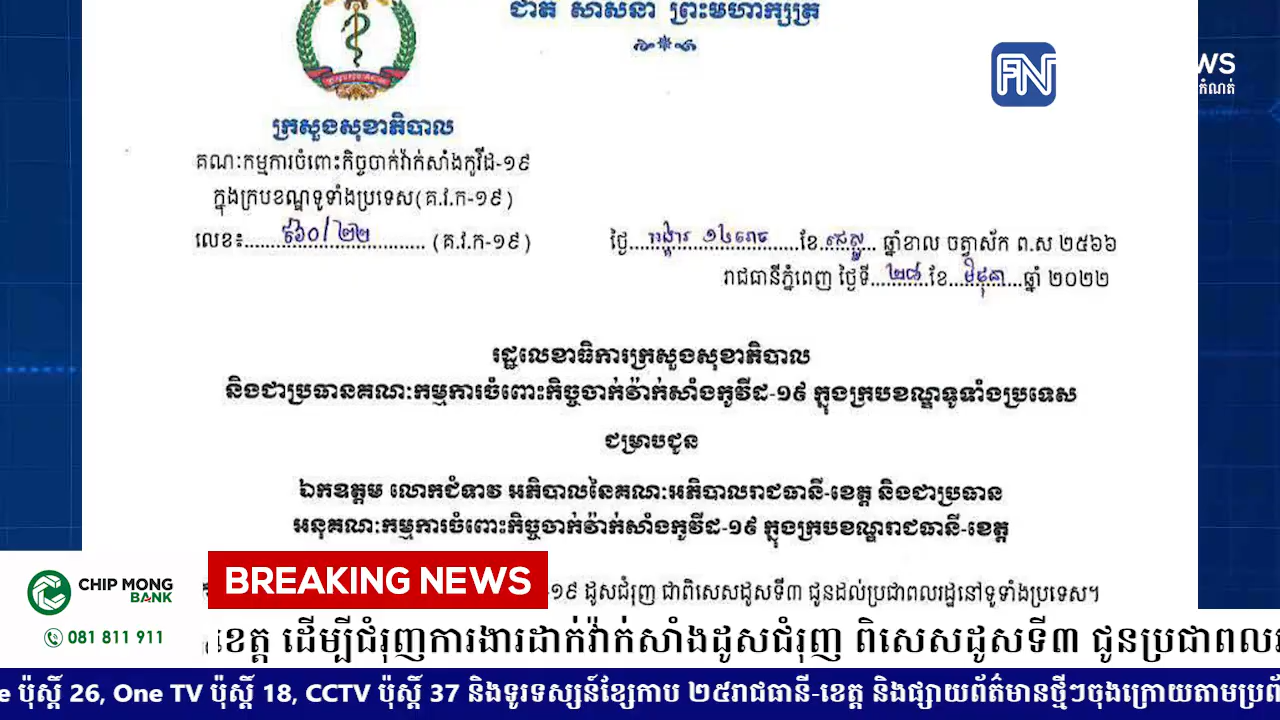 ជាតិ សាសនា ព្រះមហាក្សត្រ
WS
កំណត់
ក្រសួងសុខាភិបាល
គណៈកម្មការចំពោះកិច្ចចាក់វ៉ាក់សាំងកូវីដ-១៩
ក្នុងក្របខណ្ឌទូទាំងប្រទេស(គ.វ.ក-១៩)
លេខ៖ ៥៦០/២២ (គ.វ.ក-១៩)
ថ្ងៃ អង្គារ ១៤រោច ខែ ជេស្ឋ ឆ្នាំខាល ចត្វាស័ក ព.ស ២៥៦៦
រាជធានីភ្នំពេញ ថ្ងៃទី ២៨ ខែ មិថុនា ឆ្នាំ ២០២២
រដ្ឋលេខាធិការក្រសួងសុខាភិបាល
និងជាប្រធានគណៈកម្មការចំពោះកិច្ចចាក់វ៉ាក់សាំងកូវីដ-១៩ ក្នុងក្របខណ្ឌទូទាំងប្រទេស
ជម្រាបជូន
ឯកឧត្តម លោកជំទាវ អភិបាលនៃគណៈអភិបាលរាជធានី-ខេត្ត និងជាប្រធាន
អនុគណៈកម្មការចំពោះកិច្ចចាក់វ៉ាក់សាំងកូវីដ-១៩ ក្នុងក្របខណ្ឌរាជធានី-ខេត្ត
CHIP MONG
BANK
081 811 911
BREAKING NEWS
-១៩ ដូសជំរុញ ជាពិសេសដូសទី៣ ជូនដល់ប្រជាពលរដ្ឋនៅទូទាំងប្រទេស។
ខេត្ត ដើម្បីជំរុញការងារដាក់វ៉ាក់សាំងដូសជំរុញ ពិសេសដូសទី៣ ជូនប្រជាពលរ
e ប៉ុស្តិ៍ 26, One TV ប៉ុស្តិ៍ 18, CCTV ប៉ុស្តិ៍ 37 និងទូរទស្សន៍ខ្សែកាប ២៥រាជធានី-ខេត្ត និងផ្សាយព័ត៌មានថ្មីៗចុងក្រោយតាមប្រព័